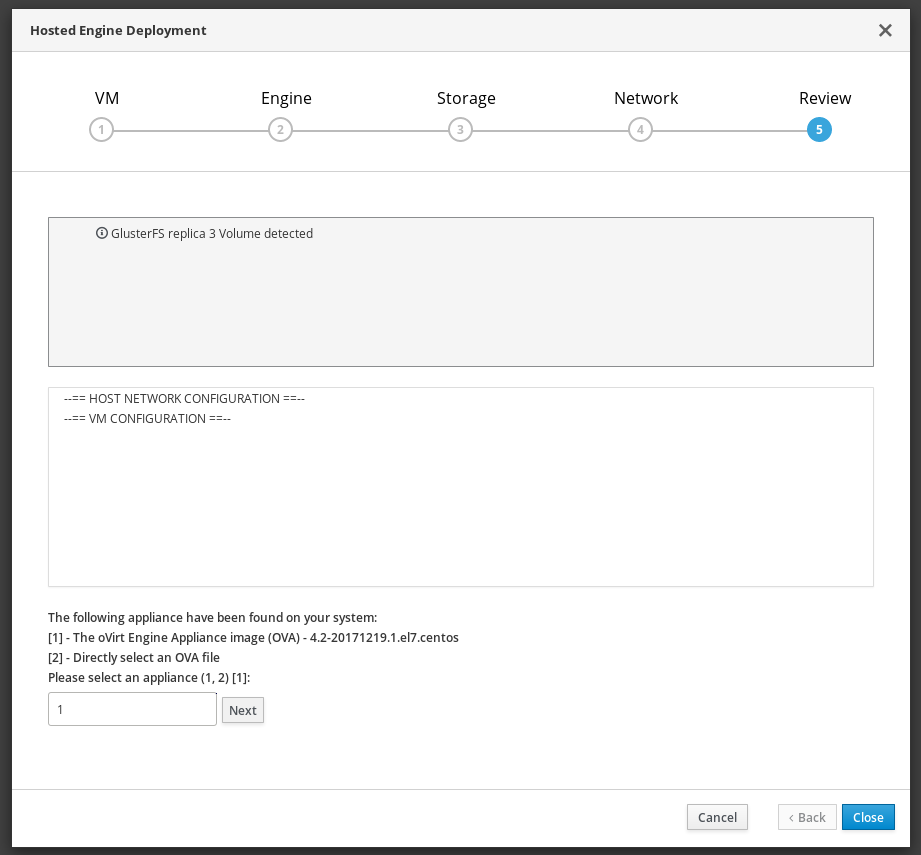 Hosted Engine Deployment
VM Engine Storage Network Review
1 2 3 4 5
GlusterFS replica 3 Volume detected
--== HOST NETWORK CONFIGURATION ==--
--== VM CONFIGURATION ==--
The following appliance have been found on your system:
[1] - The oVirt Engine Appliance image (OVA) - 4.2-20171219.1.el7.centos
[2] - Directly select an OVA file
Please select an appliance (1, 2) [1]:
1 Next
Cancel Back Close